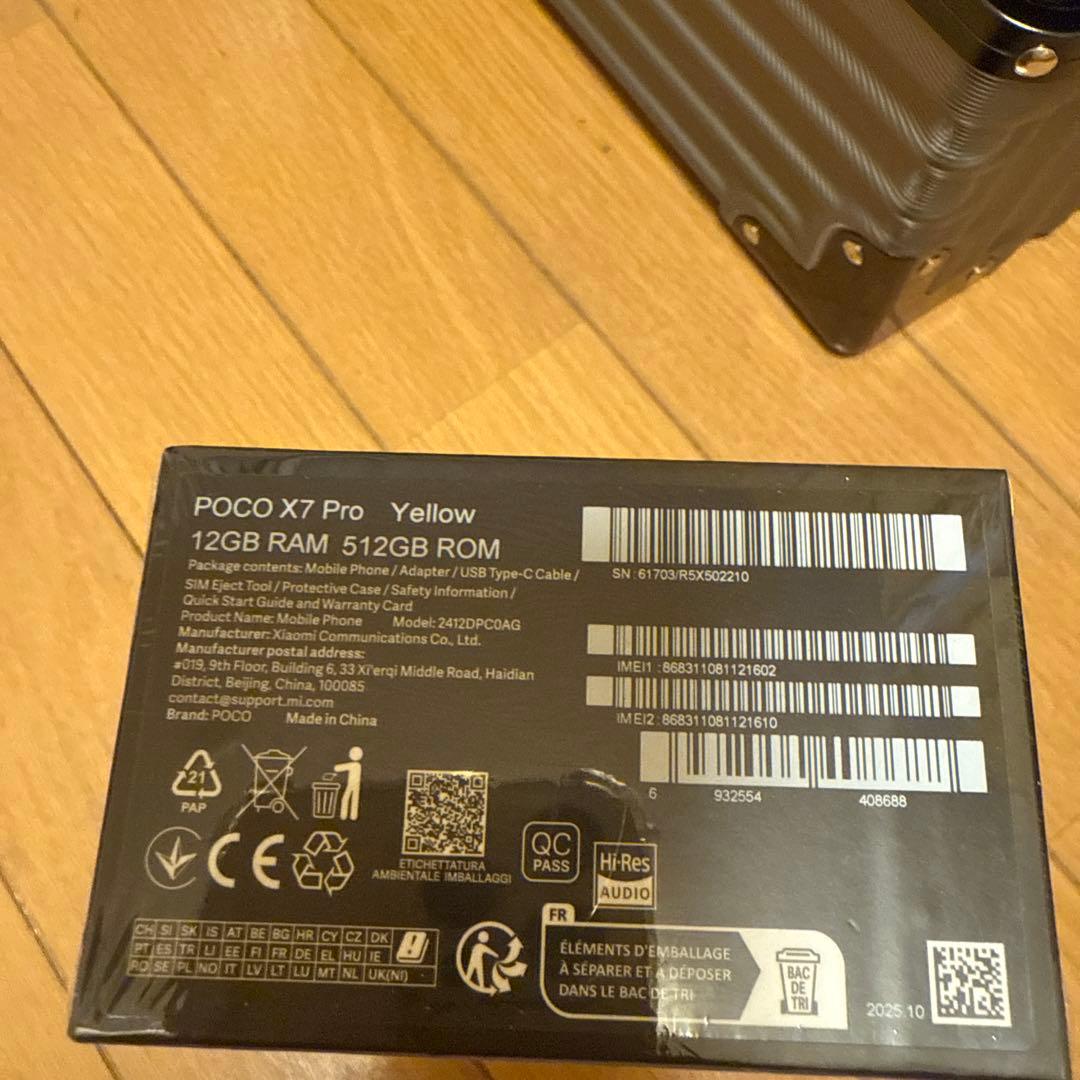 POCO X7 Pro Yellow
12GB RAM 512GB ROM
Package contents: Mobile Phone / Adapter / USB Type-C Cable /
SIM Eject Tool / Protective Case / Safety Information /
Quick Start Guide and Warranty Card
Product Name: Mobile Phone Model: 2412DPC0AG
Manufacturer: Xiaomi Communications Co., Ltd.
Manufacturer postal address:
#019, 9th Floor, Building 6, 33 Xi'erqi Middle Road, Haidian
District, Beijing, China, 100085
contact@support.mi.com
Brand: POCO Made in China
SN: 61703/R5X502210
IMEI1: 868311081121602
IMEI2: 868311081121610
6 932554 408688
21
PAP
CE
ETICHETTATURA
AMBIENTALE IMBALLAGGI
QC
PASS
Hi-Res
AUDIO
CH SI SK IS AT BE BG HR CY CZ DK
PT ES TR LI EE FI FR DE EL HU IE
RO SE PL NO IT LV LT LU MT NL UK(NI)
FR
ÉLÉMENTS D'EMBALLAGE
À SÉPARER ET À DÉPOSER
DANS LE BAC DE TRI
BAC
DE
TRI
2025.10